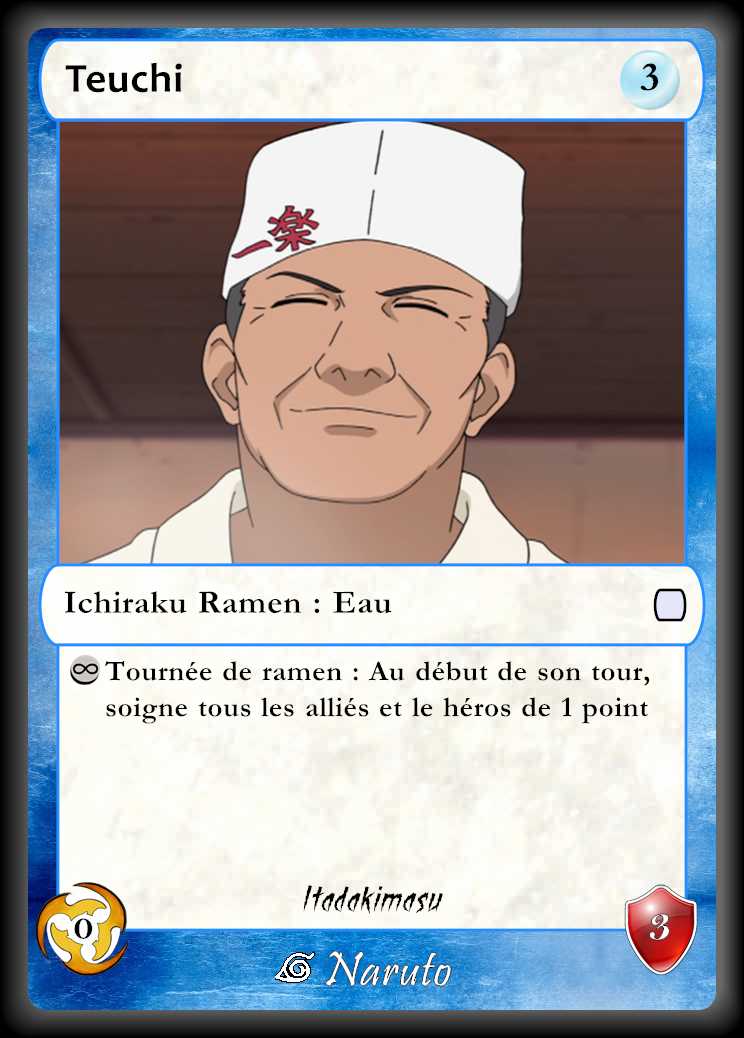 Teuchi
3
一楽
Ichiraku Ramen : Eau
∞ Tournée de ramen : Au début de son tour,
soigne tous les alliés et le héros de 1 point
Itadakimasu
0
3
Naruto